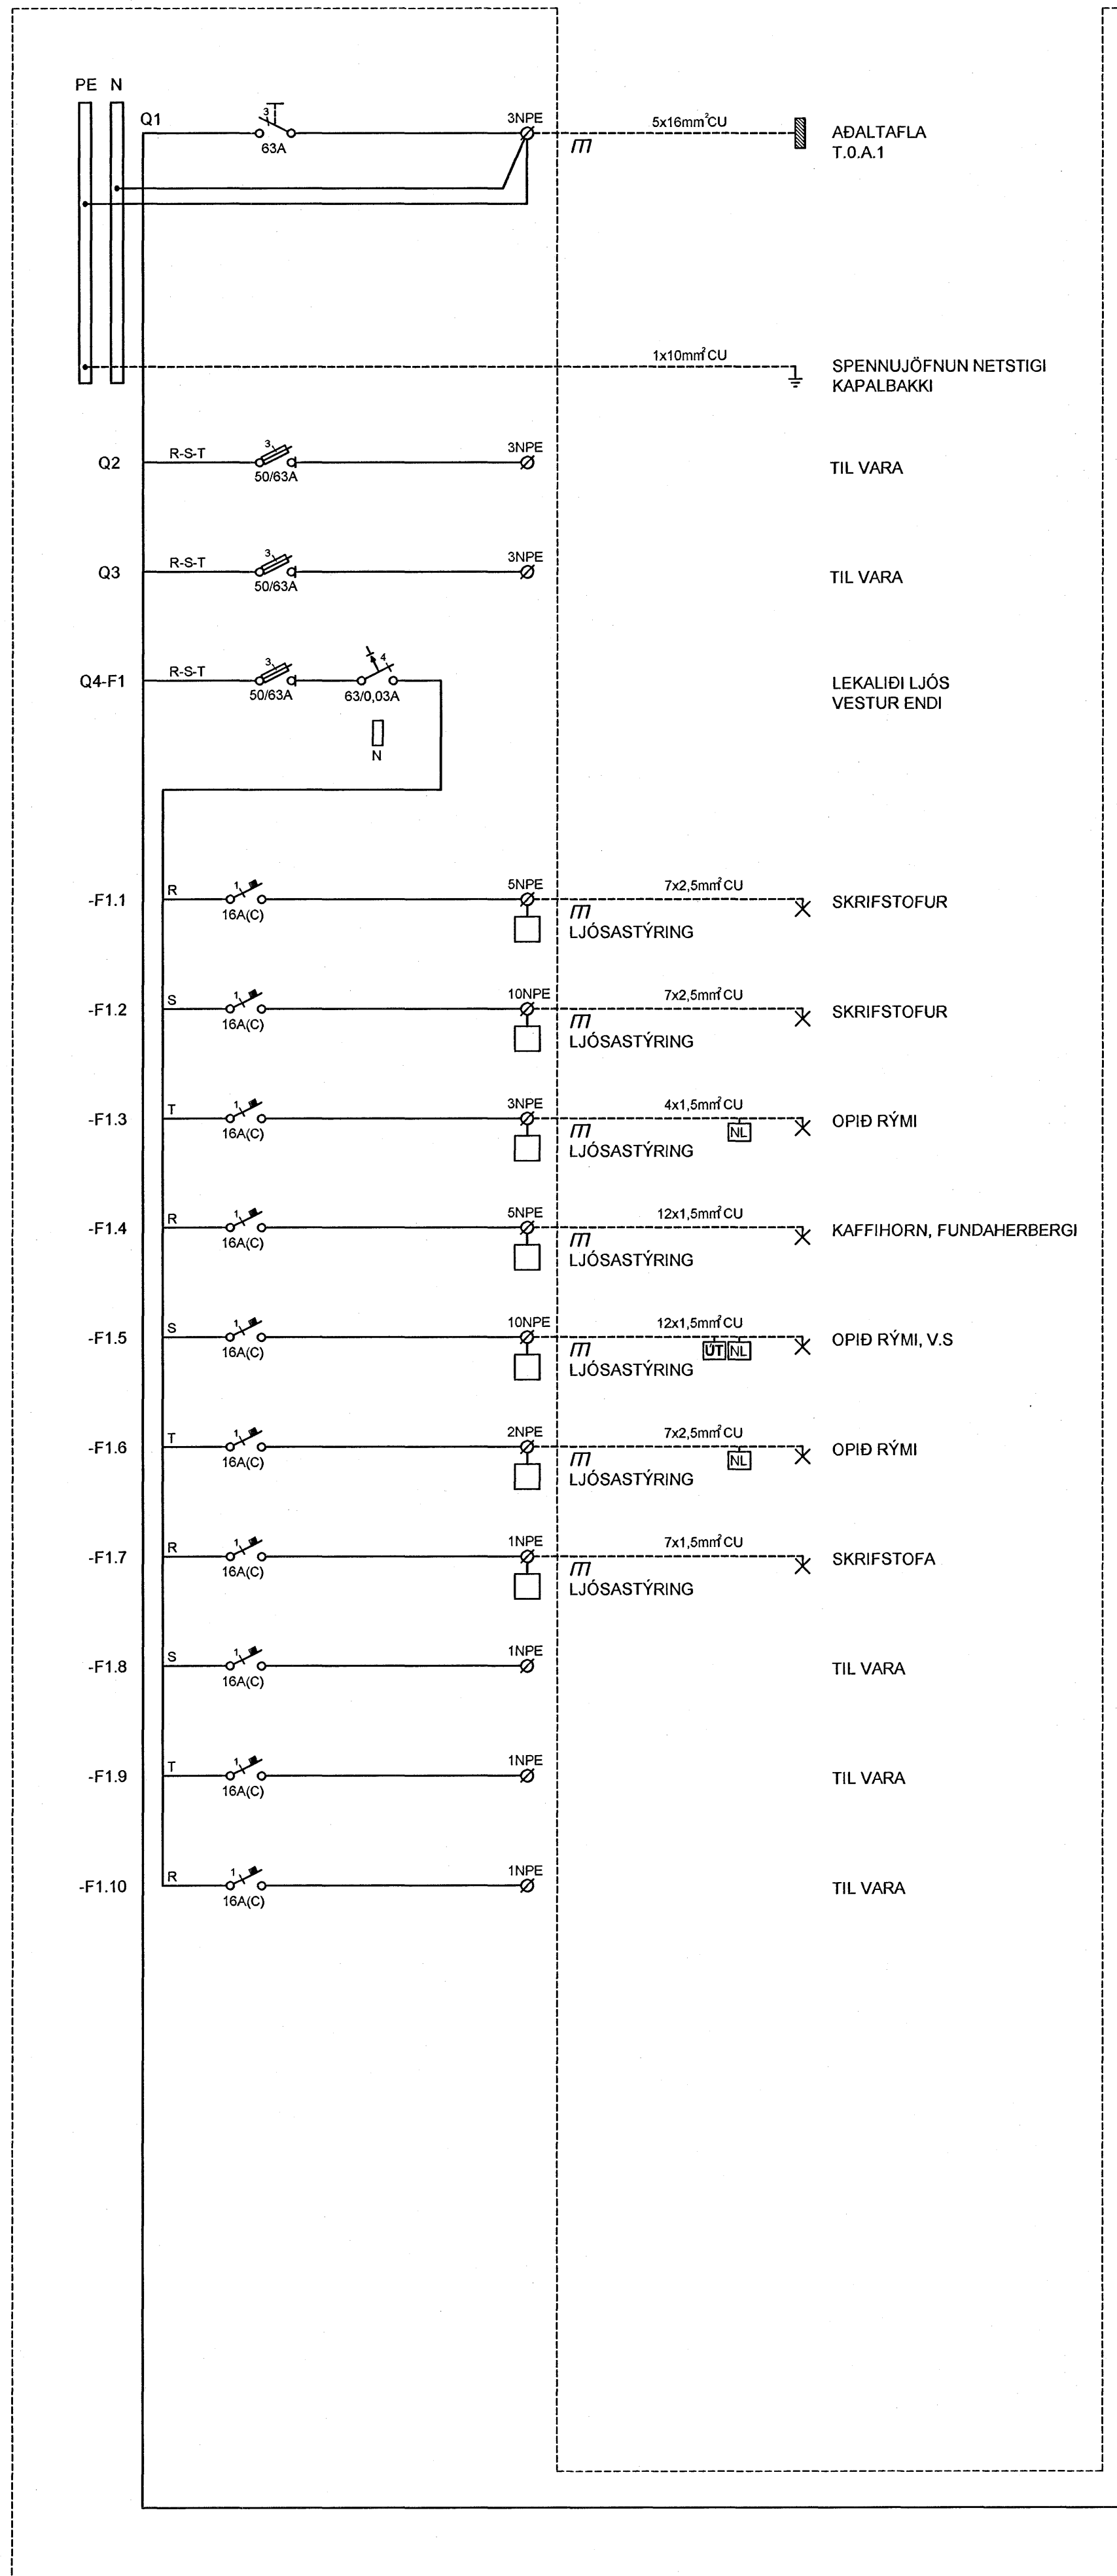 PE N
Q1
3
63A
3NPE
5x16mm²CU
AÐALTAFLA
T.0.A.1
1x10mm²CU
SPENNUJÖFNUN NETSTIGI
KAPALBAKKI
Q2
R-S-T
3
50/63A
3NPE
TIL VARA
Q3
R-S-T
3
50/63A
3NPE
TIL VARA
Q4-F1
R-S-T
3
50/63A
4
63/0,03A
N
LEKALIÐI LJÓS
VESTUR ENDI
-F1.1
R
1
16A(C)
5NPE
7x2,5mm²CU
LJÓSASTÝRING
SKRIFSTOFUR
-F1.2
S
1
16A(C)
10NPE
7x2,5mm²CU
LJÓSASTÝRING
SKRIFSTOFUR
-F1.3
T
1
16A(C)
3NPE
4x1,5mm²CU
NL
LJÓSASTÝRING
OPIÐ RÝMI
-F1.4
R
1
16A(C)
5NPE
12x1,5mm²CU
LJÓSASTÝRING
KAFFIHORN, FUNDAHERBERGI
-F1.5
S
1
16A(C)
10NPE
12x1,5mm²CU
ÚT NL
LJÓSASTÝRING
OPIÐ RÝMI, V.S
-F1.6
T
1
16A(C)
2NPE
7x2,5mm²CU
NL
LJÓSASTÝRING
OPIÐ RÝMI
-F1.7
R
1
16A(C)
1NPE
7x1,5mm²CU
LJÓSASTÝRING
SKRIFSTOFA
-F1.8
S
1
16A(C)
1NPE
TIL VARA
-F1.9
T
1
16A(C)
1NPE
TIL VARA
-F1.10
R
1
16A(C)
1NPE
TIL VARA